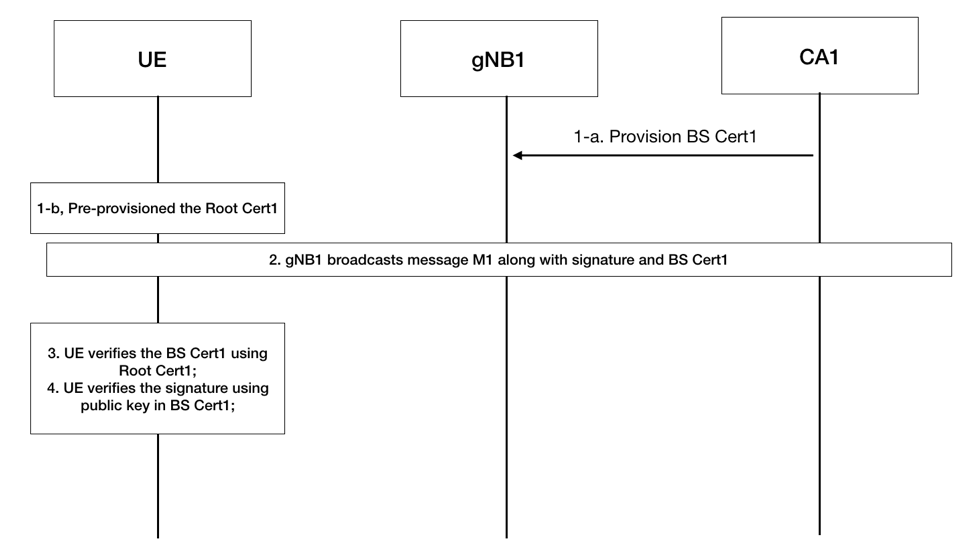 UE
gNB1
CA1
1-a. Provision BS Cert1
1-b, Pre-provisioned the Root Cert1
2. gNB1 broadcasts message M1 along with signature and BS Cert1
3. UE verifies the BS Cert1 using
Root Cert1;
4. UE verifies the signature using
public key in BS Cert1;